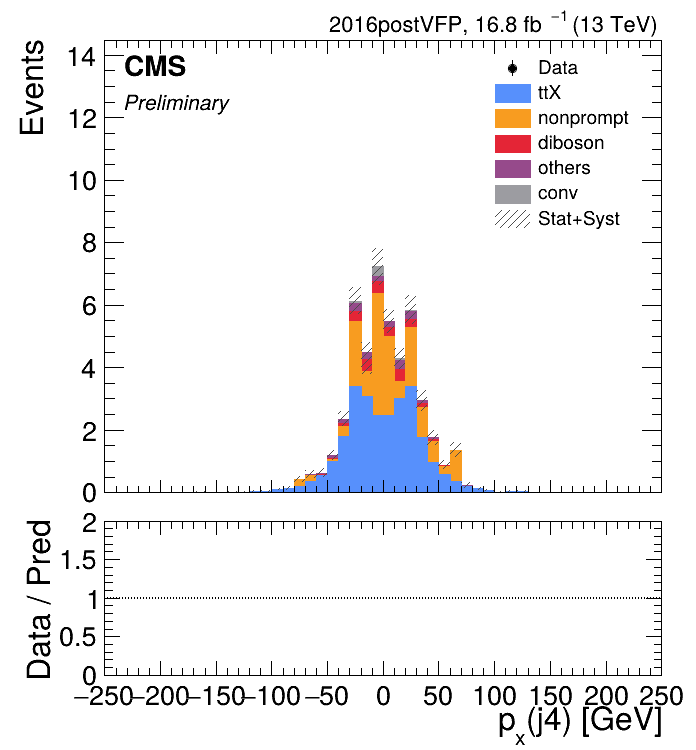 2016postVFP, 16.8 fb⁻¹ (13 TeV)
Events
14
12
10
8
6
4
2
0
CMS
Preliminary
Data
ttX
nonprompt
diboson
others
conv
Stat+Syst
Data / Pred
2
1.5
1
0.5
0
−250 −200 −150 −100 −50 0 50 100 150 200 250
pₓ(j4) [GeV]